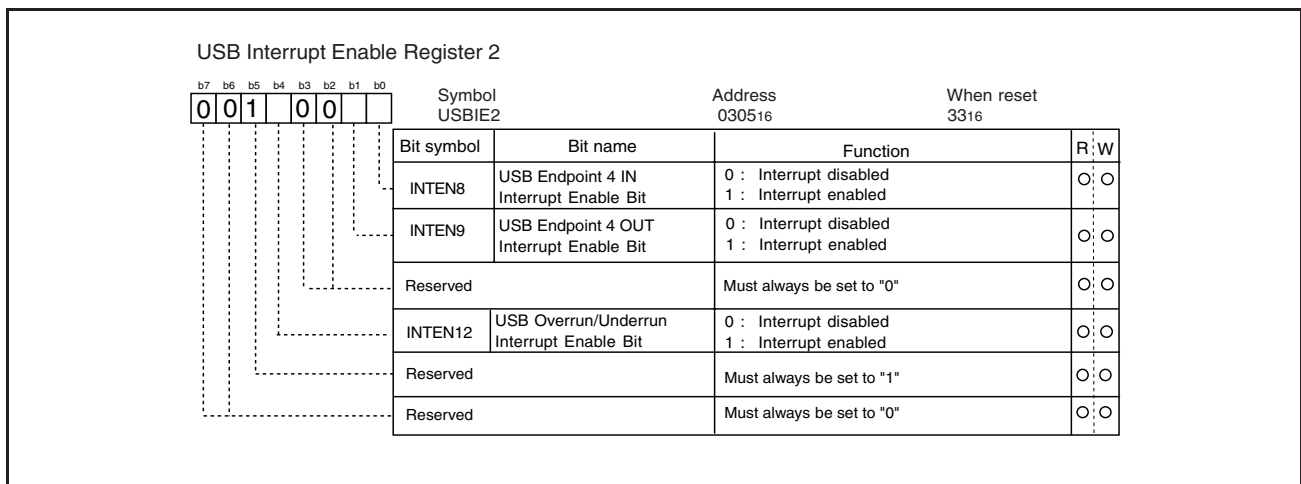 USB Interrupt Enable Register 2
b7 b6 b5 b4 b3 b2 b1 b0
0 0 1 0 0
Symbol Address When reset
USBIE2 030516 3316
Bit symbol Bit name Function R W
INTEN8 USB Endpoint 4 IN 0 : Interrupt disabled O O
Interrupt Enable Bit 1 : Interrupt enabled
INTEN9 USB Endpoint 4 OUT 0 : Interrupt disabled O O
Interrupt Enable Bit 1 : Interrupt enabled
Reserved Must always be set to "0" O O
INTEN12 USB Overrun/Underrun 0 : Interrupt disabled O O
Interrupt Enable Bit 1 : Interrupt enabled
Reserved Must always be set to "1" O O
Reserved Must always be set to "0" O O